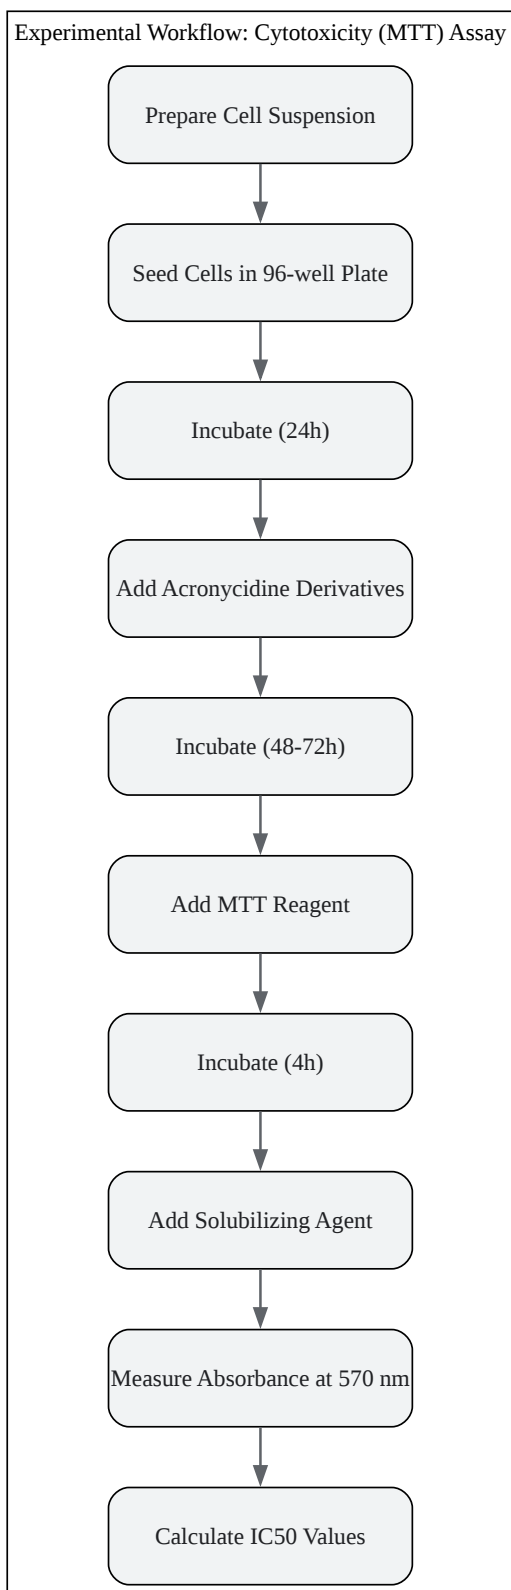 Experimental Workflow: Cytotoxicity (MTT) Assay
Prepare Cell Suspension
Seed Cells in 96-well Plate
Incubate (24h)
Add Acronycidine Derivatives
Incubate (48-72h)
Add MTT Reagent
Incubate (4h)
Add Solubilizing Agent
Measure Absorbance at 570 nm
Calculate IC50 Values